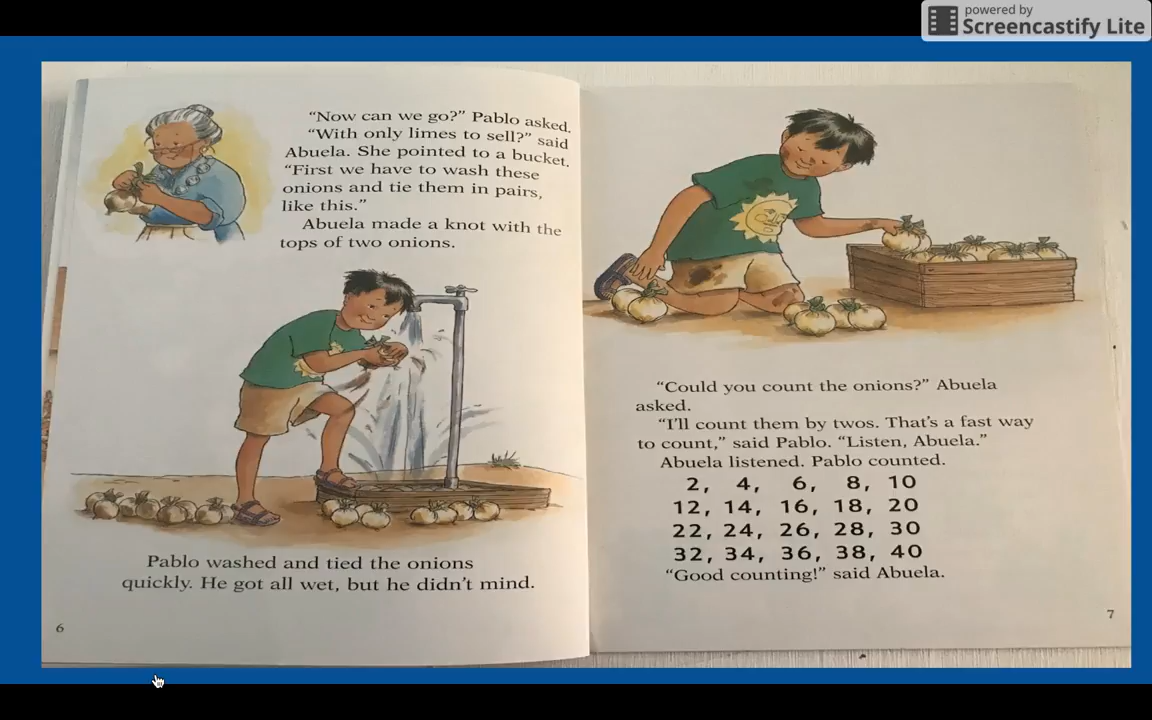 powered by
Screencastify Lite
“Now can we go?” Pablo asked.
“With only limes to sell?” said
Abuela. She pointed to a bucket.
“First we have to wash these
onions and tie them in pairs,
like this.”
Abuela made a knot with the
tops of two onions.
Pablo washed and tied the onions
quickly. He got all wet, but he didn’t mind.
6
“Could you count the onions?” Abuela
asked.
“I’ll count them by twos. That’s a fast way
to count,” said Pablo. “Listen, Abuela.”
Abuela listened. Pablo counted.
2, 4, 6, 8, 10
12, 14, 16, 18, 20
22, 24, 26, 28, 30
32, 34, 36, 38, 40
“Good counting!” said Abuela.
7